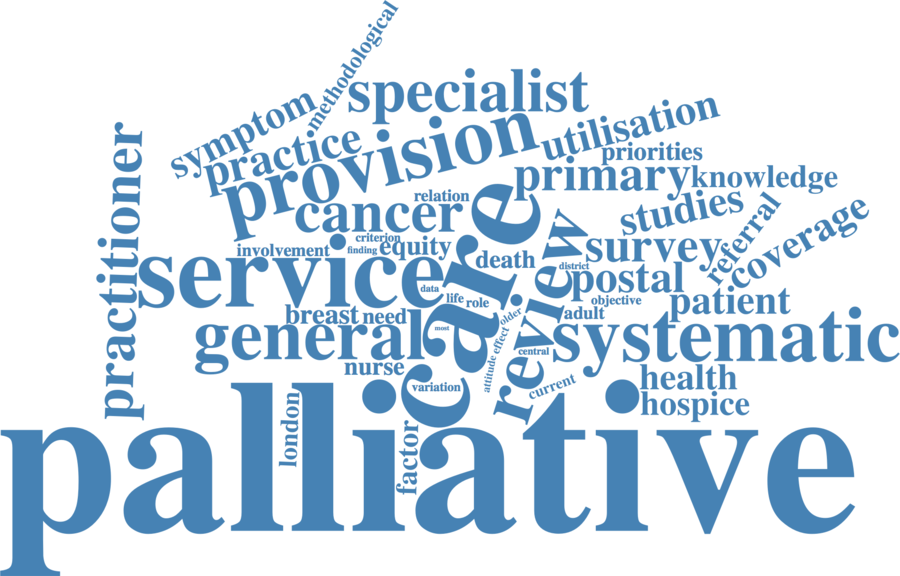 methodological
specialist
symptom
practice
provision
utilisation
priorities
primary
knowledge
practitioner
relation
cancer
care
studies
referral
coverage
criterion
finding
equity
involvement
service
death
review
survey
district
postal
data
life
role
objective
patient
breast
need
older
adult
general
most
effect
attitude
central
systematic
nurse
variation
current
health
hospice
london
factor
palliative